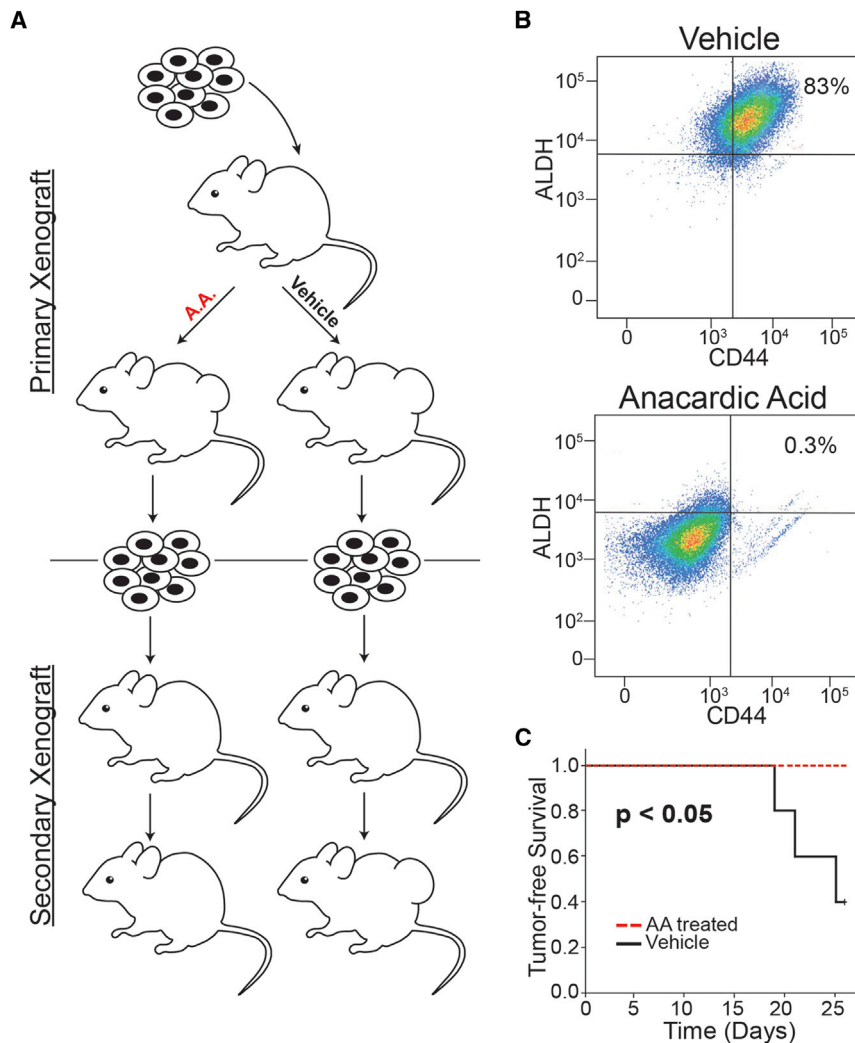 A
Primary Xenograft
A.A.
Vehicle
Secondary Xenograft
B
Vehicle
83%
ALDH
10⁵
10⁴
10³
10²
0
0
10³
10⁴
10⁵
CD44
Anacardic Acid
0.3%
ALDH
10⁵
10⁴
10³
10²
0
0
10³
10⁴
10⁵
CD44
C
Tumor-free Survival
1.0
0.8
0.6
0.4
0.2
0.0
p < 0.05
AA treated
Vehicle
0
5
10
15
20
25
Time (Days)